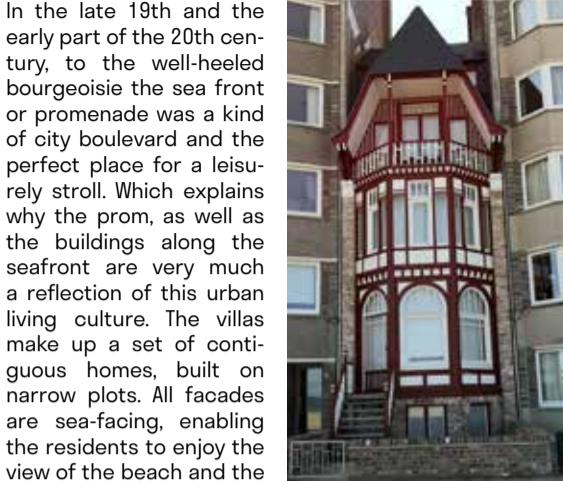 In the late 19th and the
early part of the 20th cen-
tury, to the well-heeled
bourgeoisie the sea front
or promenade was a kind
of city boulevard and the
perfect place for a leisu-
rely stroll. Which explains
why the prom, as well as
the buildings along the
seafront are very much
a reflection of this urban
living culture. The villas
make up a set of conti-
guous homes, built on
narrow plots. All facades
are sea-facing, enabling
the residents to enjoy the
view of the beach and the